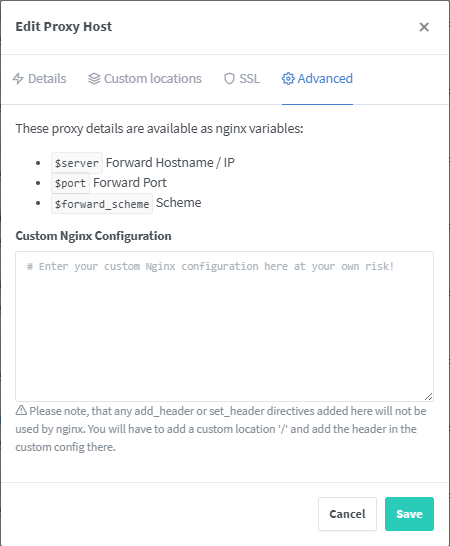 Edit Proxy Host
Details
Custom locations
SSL
Advanced
These proxy details are available as nginx variables:
$server Forward Hostname / IP
$port Forward Port
$forward_scheme Scheme
Custom Nginx Configuration
# Enter your custom Nginx configuration here at your own risk!
Please note, that any add_header or set_header directives added here will not be
used by nginx. You will have to add a custom location '/' and add the header in the
custom config there.
Cancel
Save